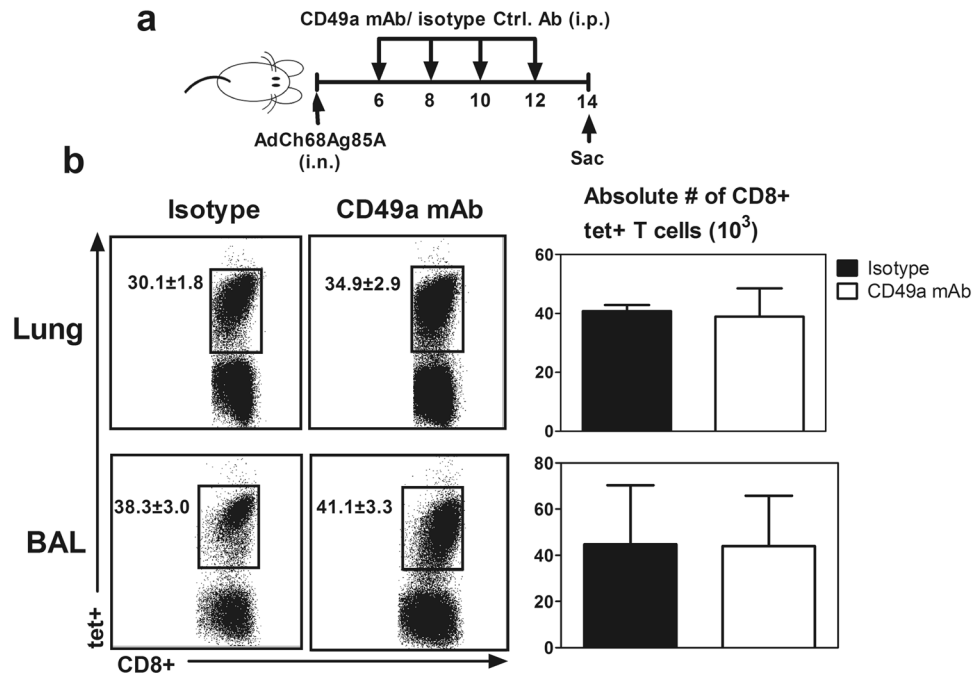 a
CD49a mAb/ isotype Ctrl. Ab (i.p.)
6 8 10 12 14
AdCh68Ag85A
(i.n.)
Sac
b
Isotype
CD49a mAb
Absolute # of CD8+
tet+ T cells (10³)
Lung
30.1±1.8
34.9±2.9
60
40
20
0
Isotype
CD49a mAb
BAL
38.3±3.0
41.1±3.3
80
60
40
20
0
tet+
CD8+